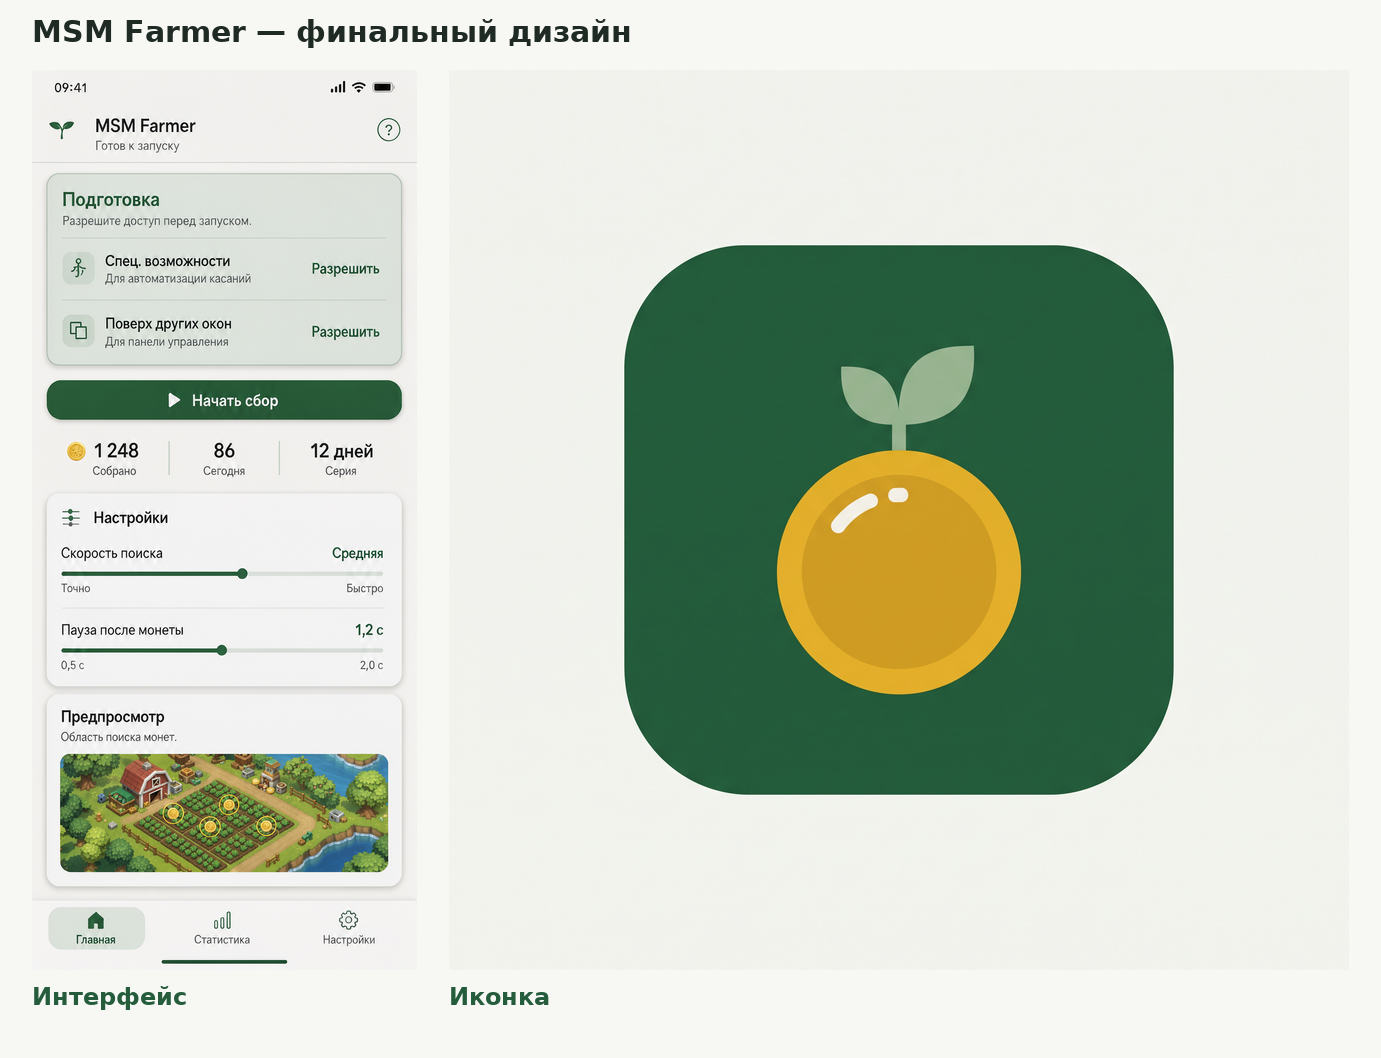 MSM Farmer — финальный дизайн
09:41
MSM Farmer
Готов к запуску
?
Подготовка
Разрешите доступ перед запуском.
Спец. возможности
Для автоматизации касаний
Разрешить
Поверх других окон
Для панели управления
Разрешить
Начать сбор
1 248
Собрано
86
Сегодня
12 дней
Серия
Настройки
Скорость поиска
Средняя
Точно
Быстро
Пауза после монеты
1,2 с
0,5 с
2,0 с
Предпросмотр
Область поиска монет.
Главная
Статистика
Настройки
Интерфейс
Иконка